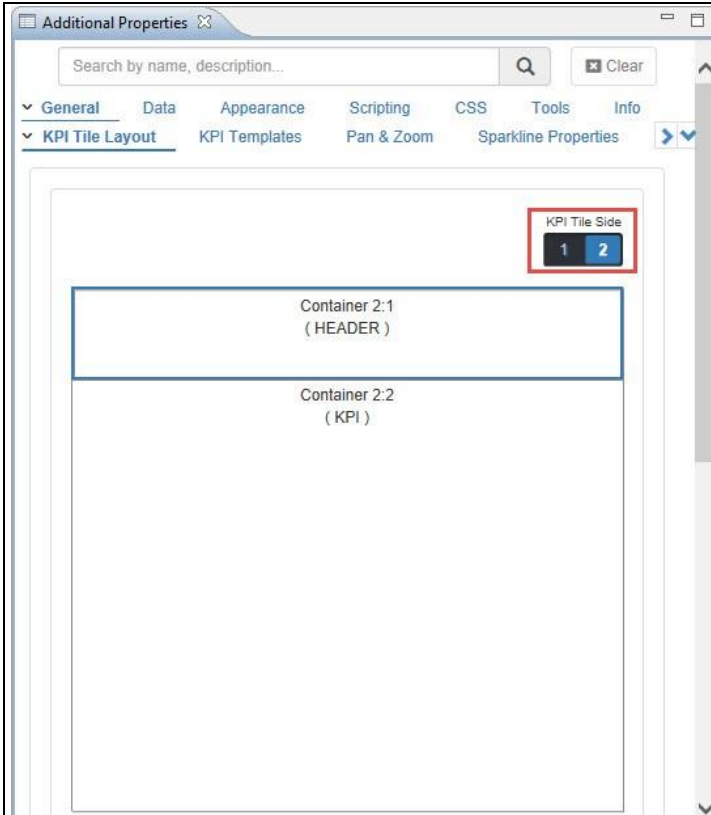 Additional Properties
Search by name, description...
Clear
General Data Appearance Scripting CSS Tools Info
KPI Tile Layout KPI Templates Pan & Zoom Sparkline Properties
KPI Tile Side
1 2
Container 2:1
( HEADER )
Container 2:2
( KPI )